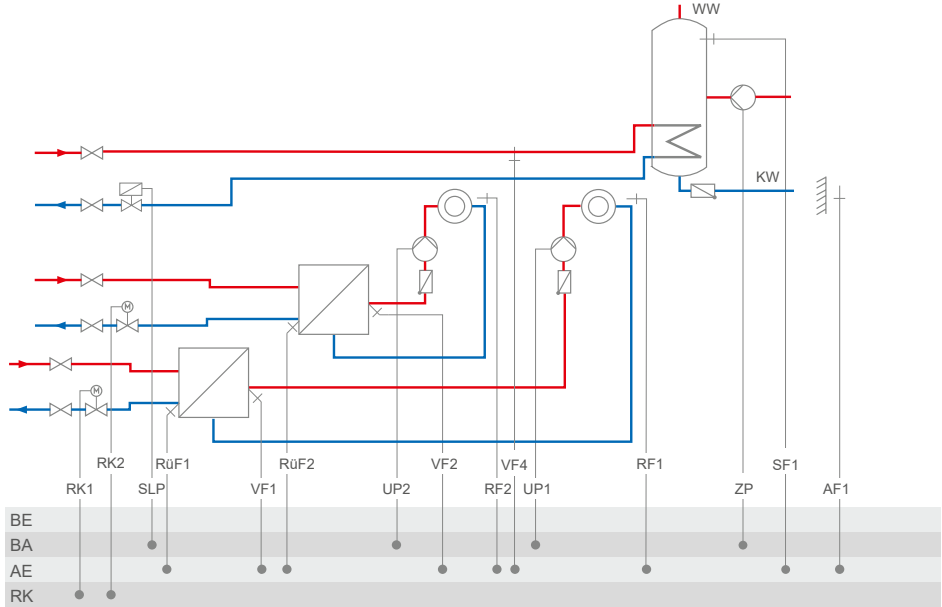 WW
KW
M
M
RK2 RüF1 RüF2 VF2 VF4 RF1 SF1
RK1 SLP VF1 UP2 RF2 UP1 ZP AF1
BE
BA
AE
RK